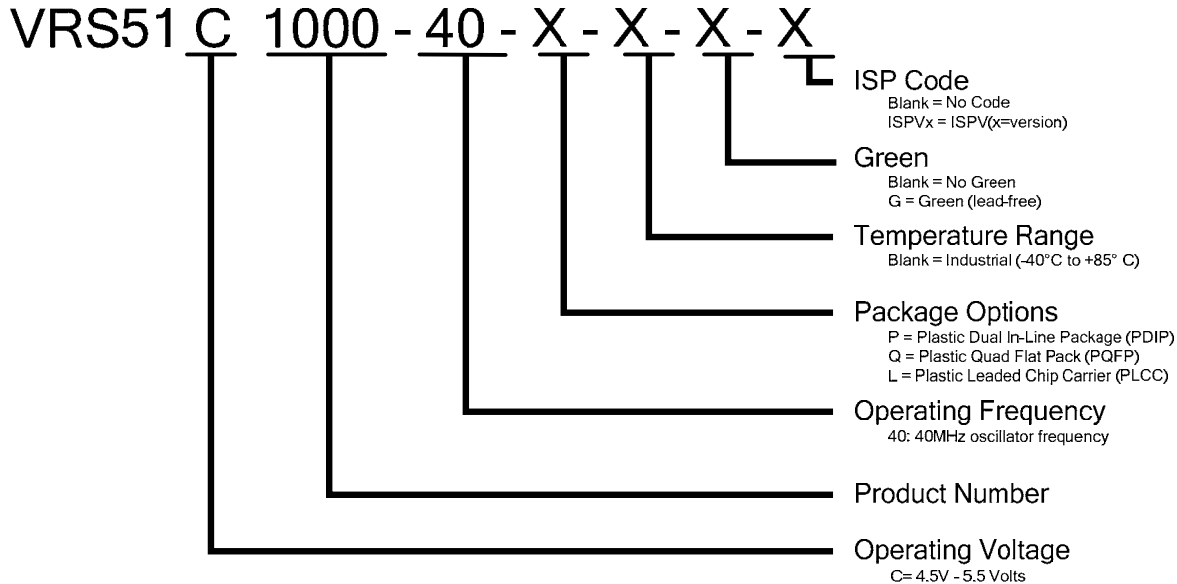 VRS51 C 1000 - 40 - X - X - X - X
ISP Code
Blank = No Code
ISPVx = ISPV(x=version)
Green
Blank = No Green
G = Green (lead-free)
Temperature Range
Blank = Industrial (-40°C to +85° C)
Package Options
P = Plastic Dual In-Line Package (PDIP)
Q = Plastic Quad Flat Pack (PQFP)
L = Plastic Leaded Chip Carrier (PLCC)
Operating Frequency
40: 40MHz oscillator frequency
Product Number
Operating Voltage
C= 4.5V - 5.5 Volts